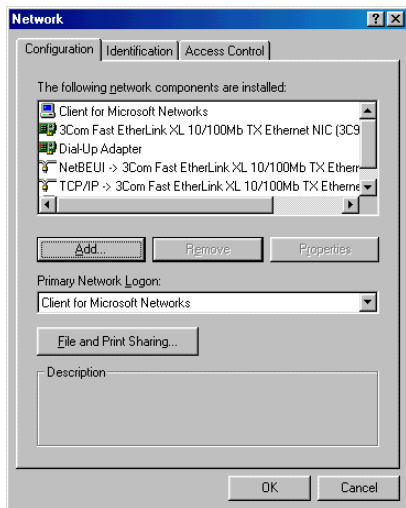 Network
Configuration Identification Access Control
The following network components are installed:
Client for Microsoft Networks
3Com Fast EtherLink XL 10/100Mb TX Ethernet NIC (3C9
Dial-Up Adapter
NetBEUI -> 3Com Fast EtherLink XL 10/100Mb TX Ethern
TCP/IP -> 3Com Fast EtherLink XL 10/100Mb TX Etherne
Add... Remove Properties
Primary Network Logon:
Client for Microsoft Networks
File and Print Sharing...
Description
OK Cancel